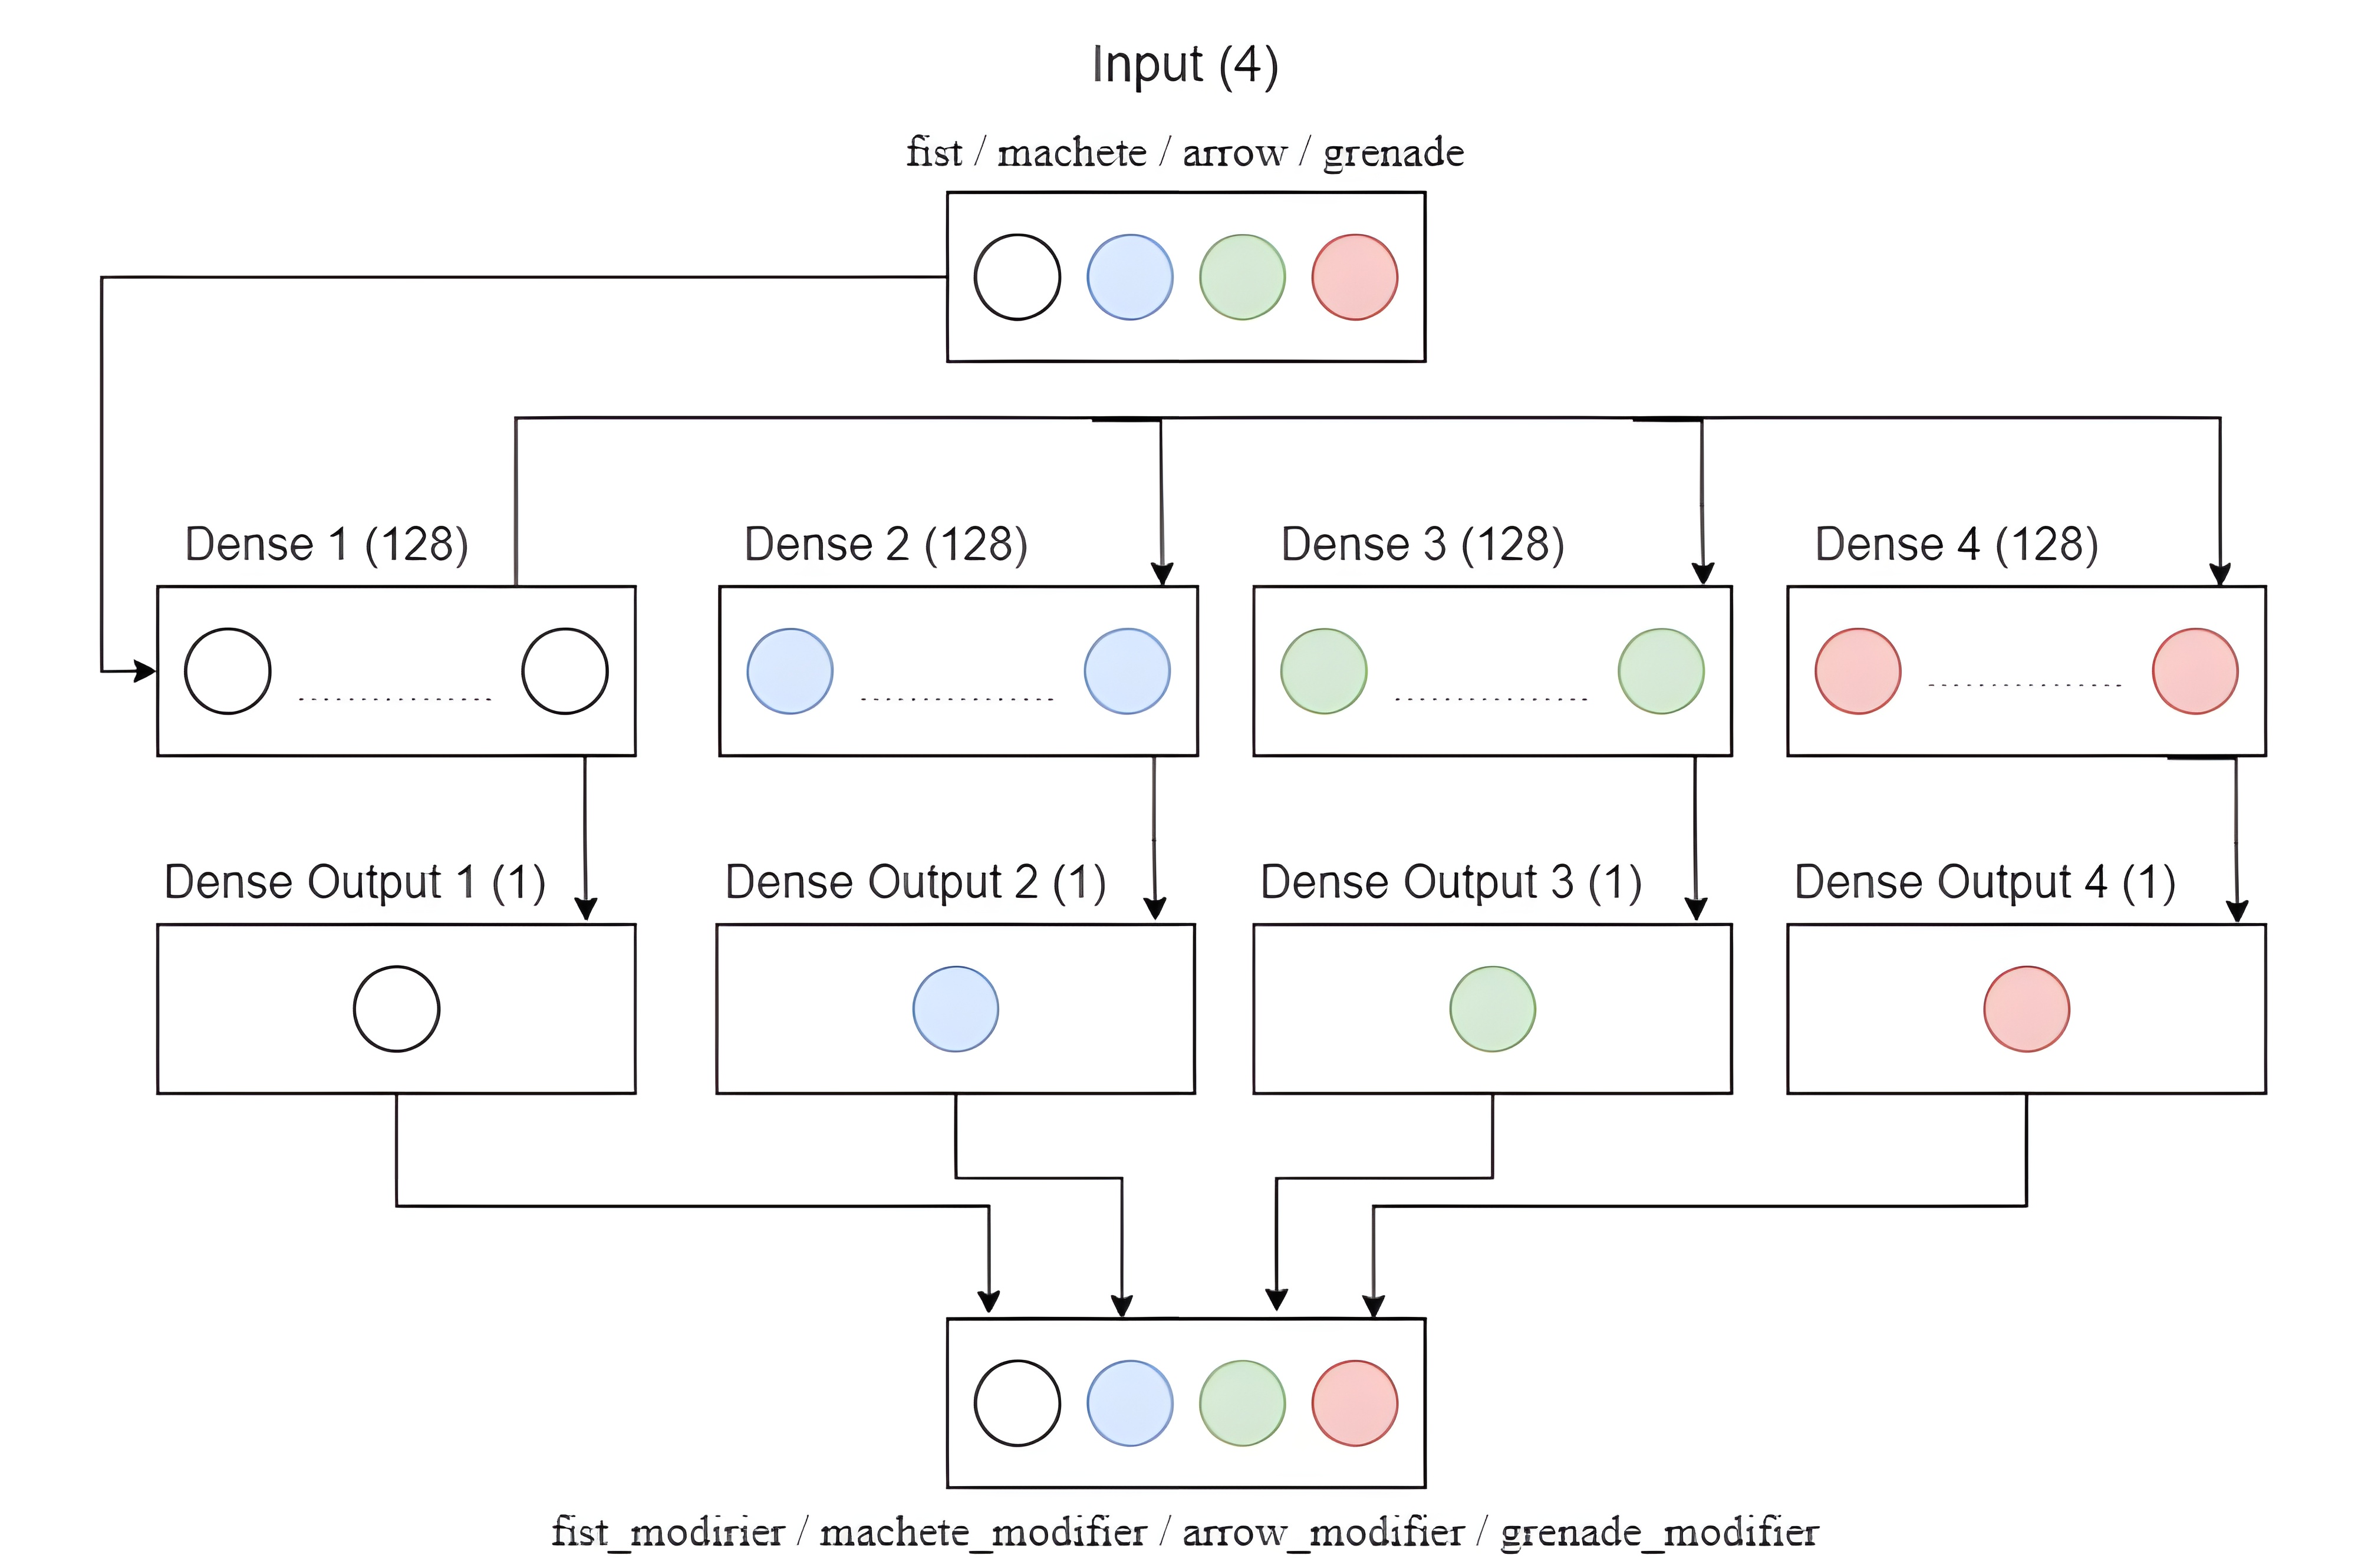 Input (4)
fist / machete / arrow / grenade
Dense 1 (128)
Dense 2 (128)
Dense 3 (128)
Dense 4 (128)
Dense Output 1 (1)
Dense Output 2 (1)
Dense Output 3 (1)
Dense Output 4 (1)
fist_modifier / machete_modifier / arrow_modifier / grenade_modifier